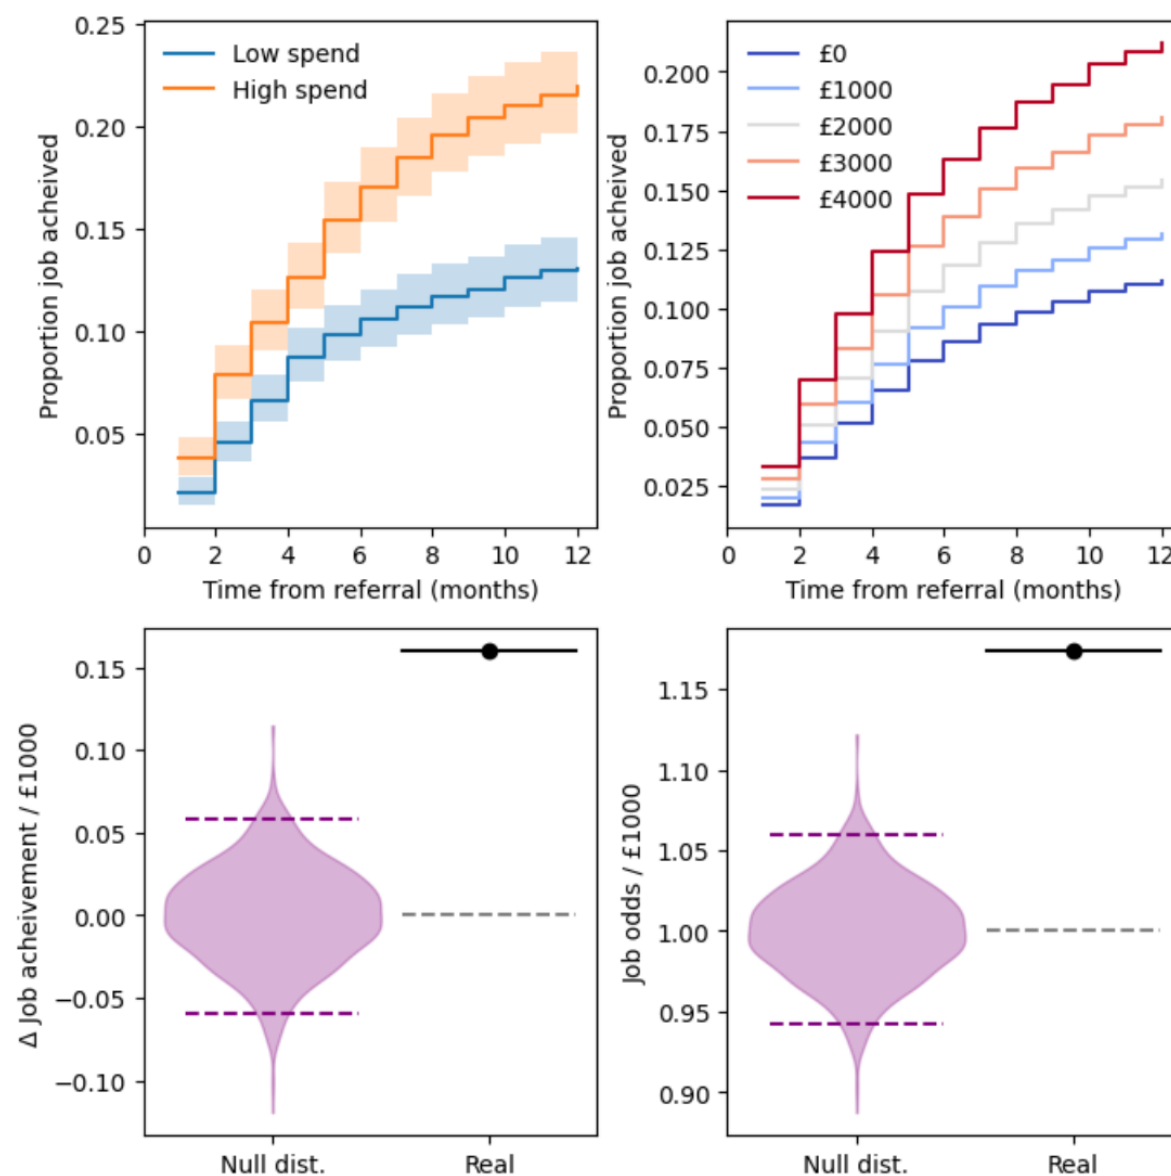 0.25
0.20
0.15
0.10
0.05
Proportion job acheived
Low spend
High spend
0 2 4 6 8 10 12
Time from referral (months)
0.200
0.175
0.150
0.125
0.100
0.075
0.050
0.025
Proportion job achieved
£0
£1000
£2000
£3000
£4000
0 2 4 6 8 10 12
Time from referral (months)
0.15
0.10
0.05
0.00
−0.05
−0.10
Δ Job acheivement / £1000
Null dist. Real
1.15
1.10
1.05
1.00
0.95
0.90
Job odds / £1000
Null dist. Real